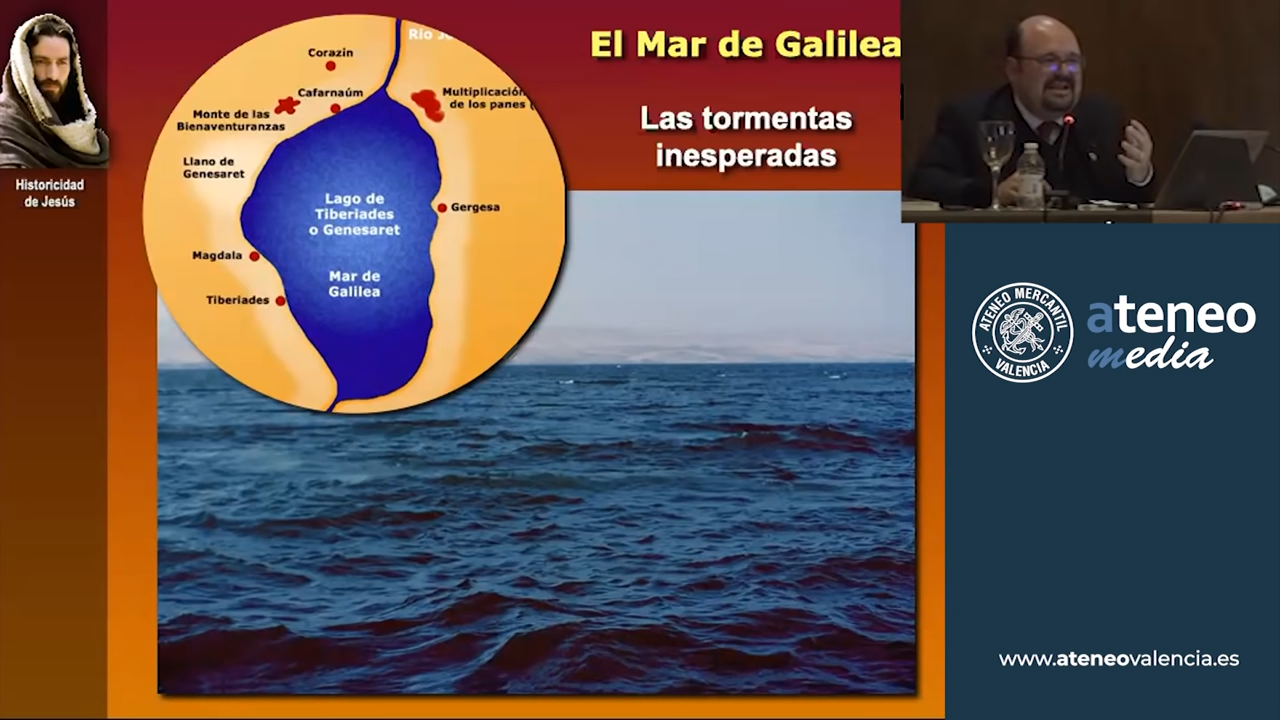 Historicidad
de Jesús
El Mar de Galilea
Las tormentas
inesperadas
Río
Corazin
Cafarnaúm
Multiplicación
de los panes
Monte de las
Bienaventuranzas
Llano de
Genesaret
Lago de
Tiberiades
o Genesaret
Gergesa
Magdala
Mar de
Galilea
Tiberiades
ATENEO MERCANTIL
VALENCIA
ateneo
media
www.ateneovalencia.es